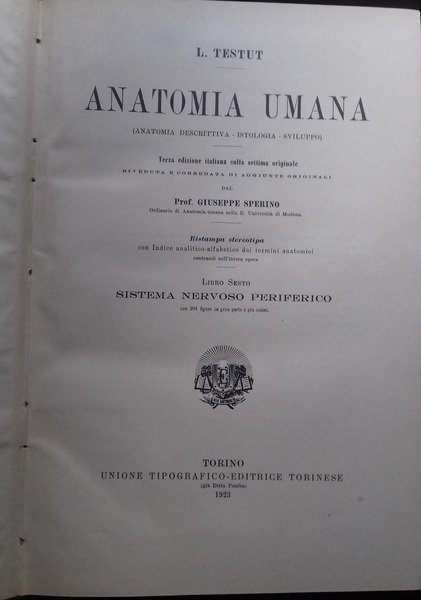 L. TESTUT
ANATOMIA UMANA
(ANATOMIA DESCRITTIVA - ISTOLOGIA - SVILUPPO)
Terza edizione italiana sulla settima originale
RIVEDUTA E CORREDATA DI AGGIUNTE ORIGINALI
DAL
Prof. GIUSEPPE SPERINO
Ordinario di Anatomia umana nella R. Università di Modena
Ristampa stereotipa
con Indice analitico-alfabetico dei termini anatomici
contenuti nell'intera opera
LIBRO SESTO
SISTEMA NERVOSO PERIFERICO
con 204 figure in gran parte a più colori.
TORINO
UNIONE TIPOGRAFICO-EDITRICE TORINESE
(già Ditta Pomba)
1923